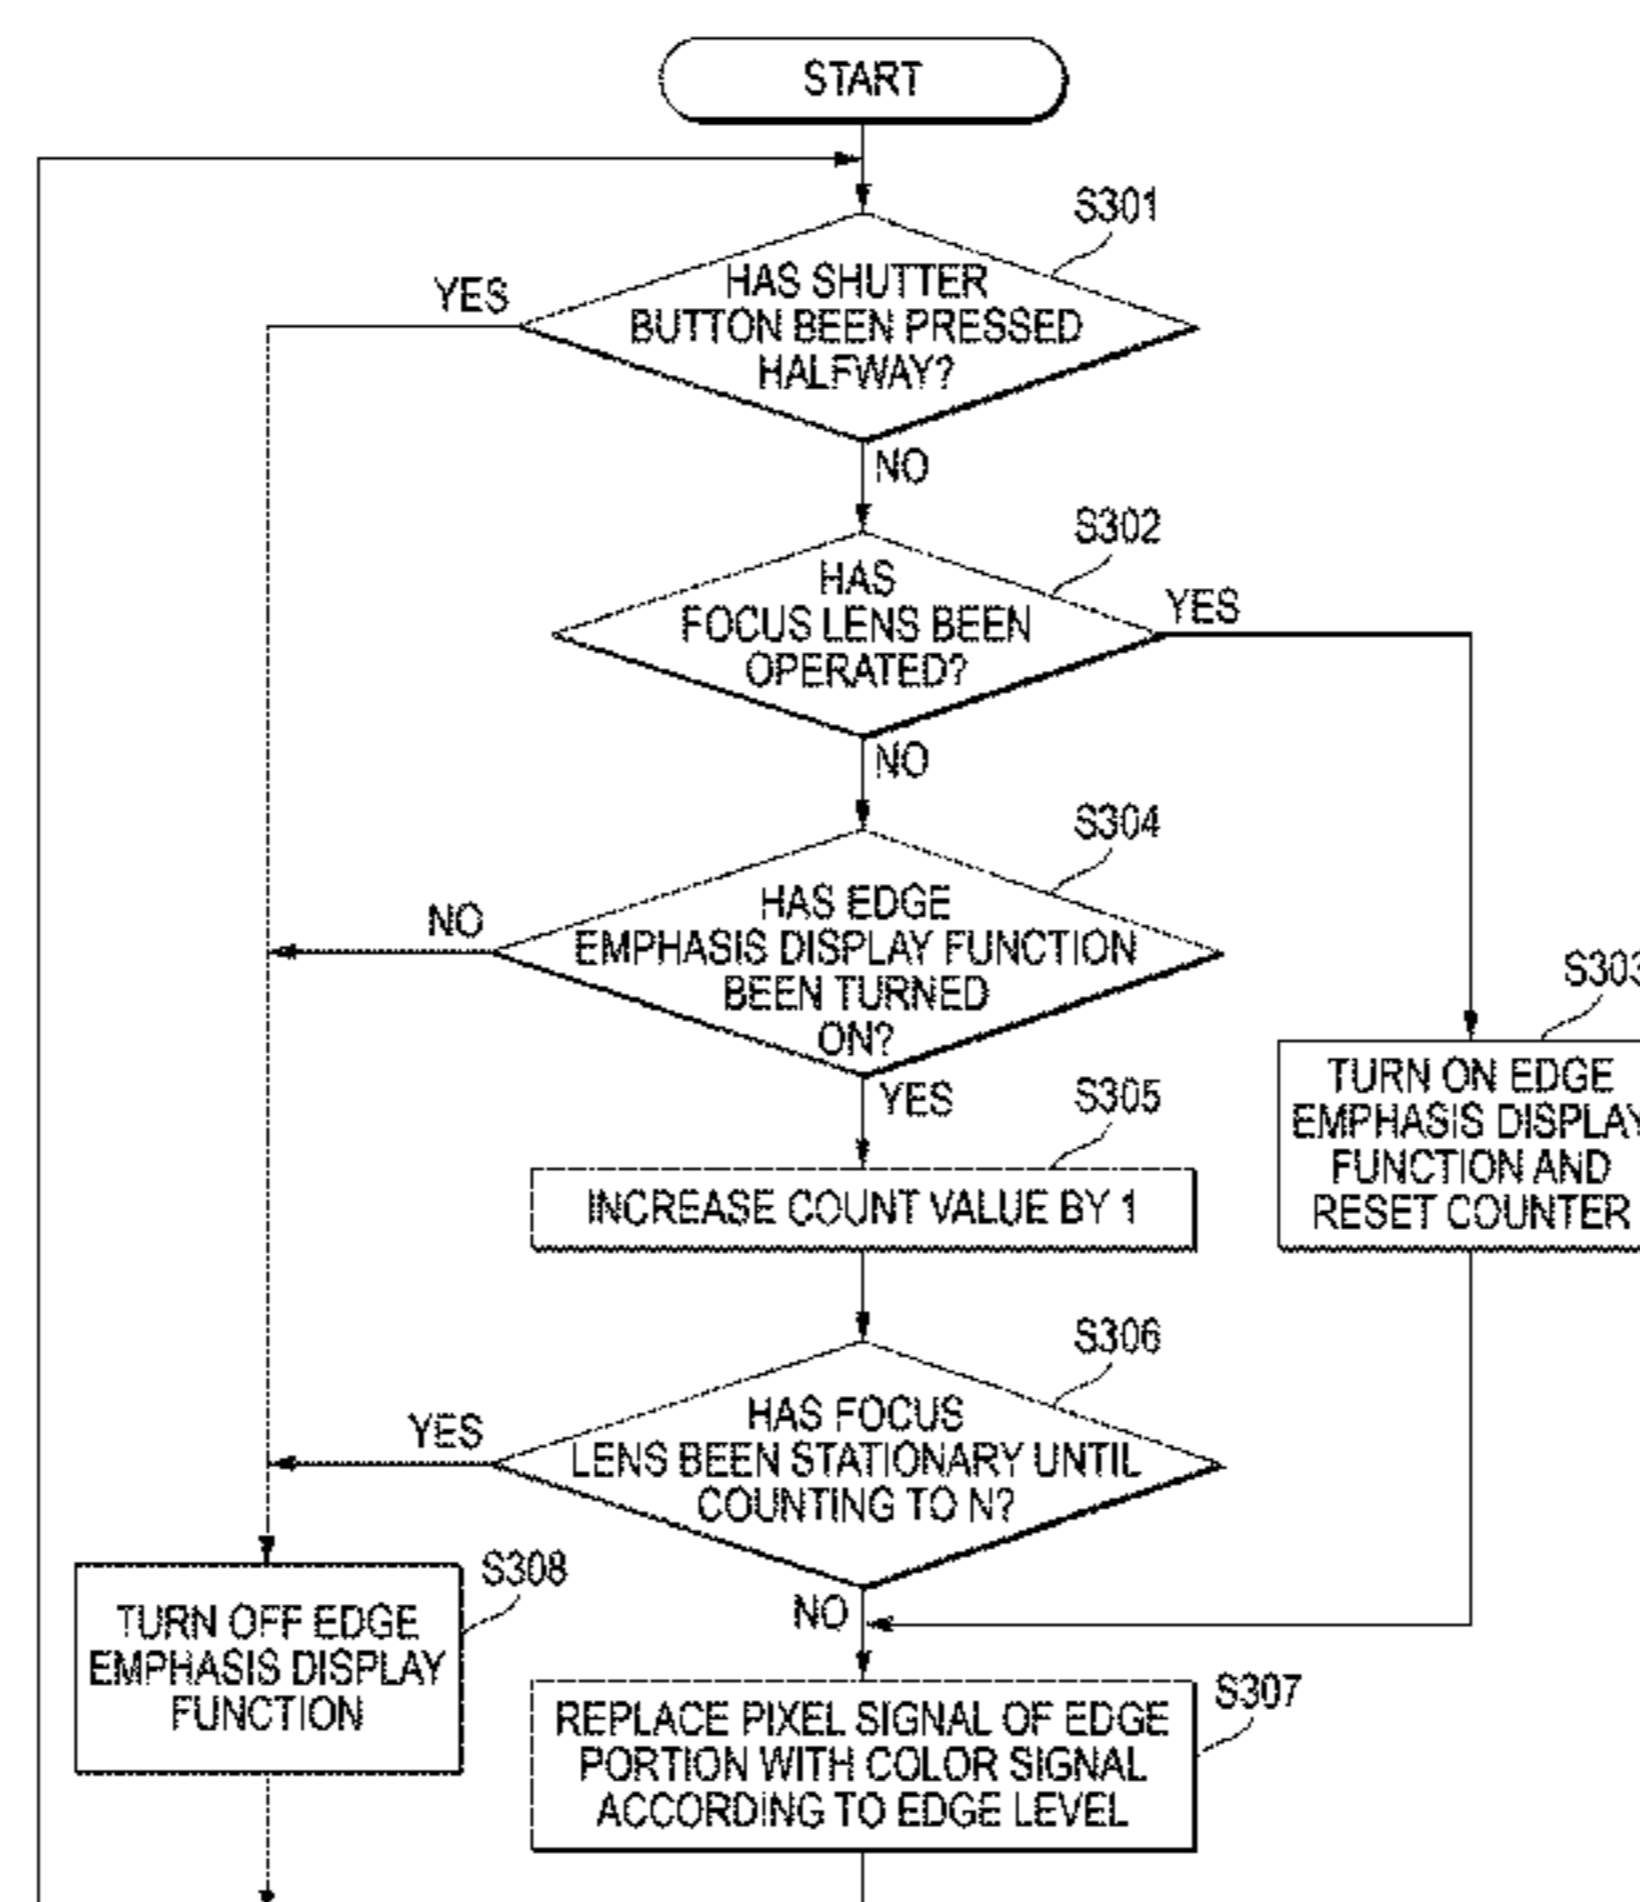 START
S301
YES
HAS SHUTTER
BUTTON BEEN PRESSED
HALFWAY?
NO
S302
HAS
FOCUS LENS BEEN
OPERATED?
YES
NO
S304
HAS EDGE
EMPHASIS DISPLAY FUNCTION
BEEN TURNED
ON?
NO
YES
S303
TURN ON EDGE
EMPHASIS DISPLAY
FUNCTION AND
RESET COUNTER
S305
INCREASE COUNT VALUE BY 1
S306
HAS FOCUS
LENS BEEN STATIONARY UNTIL
COUNTING TO N?
YES
NO
S308
TURN OFF EDGE
EMPHASIS DISPLAY
FUNCTION
S307
REPLACE PIXEL SIGNAL OF EDGE
PORTION WITH COLOR SIGNAL
ACCORDING TO EDGE LEVEL